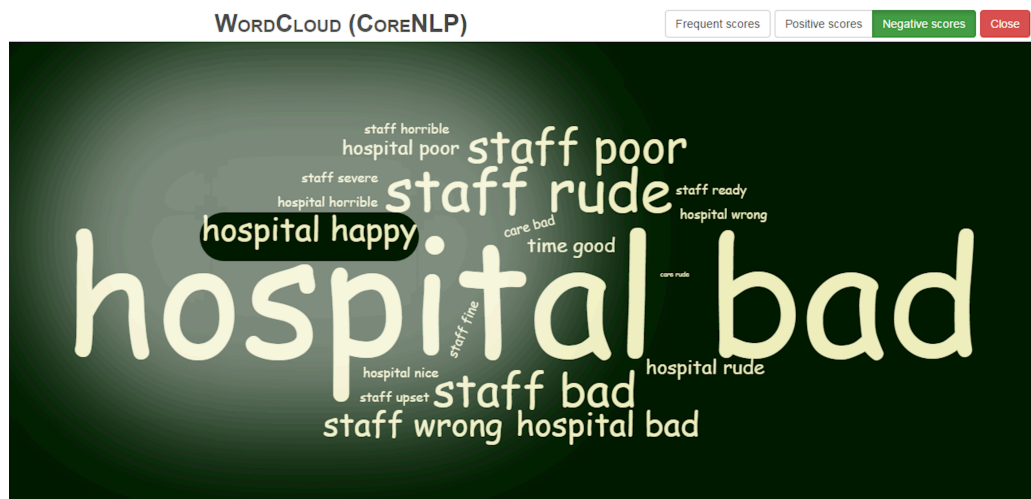 WordCloud (CoreNLP)
Frequent scores
Positive scores
Negative scores
Close
staff horrible
hospital poor
staff poor
staff severe
staff rude
staff ready
hospital horrible
hospital wrong
hospital happy
care bad
time good
hospital bad
care rude
staff fine
hospital nice
hospital rude
staff upset
staff bad
staff wrong
hospital bad